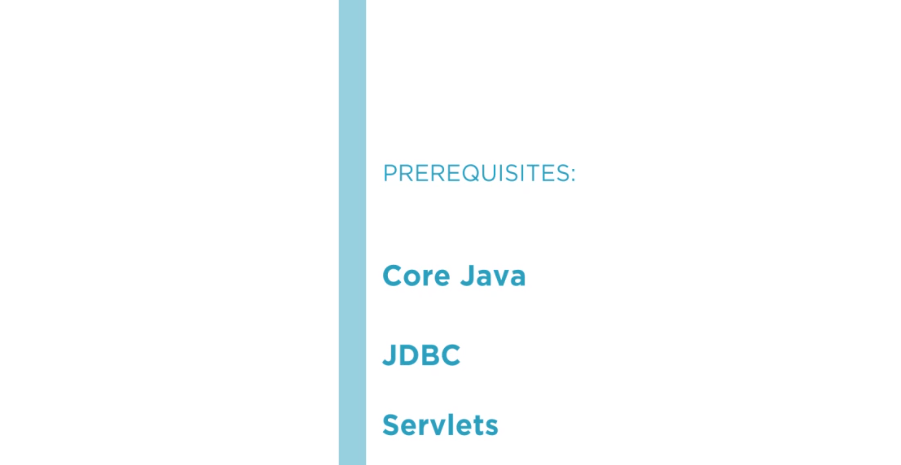 PREREQUISITES:
Core Java
JDBC
Servlets